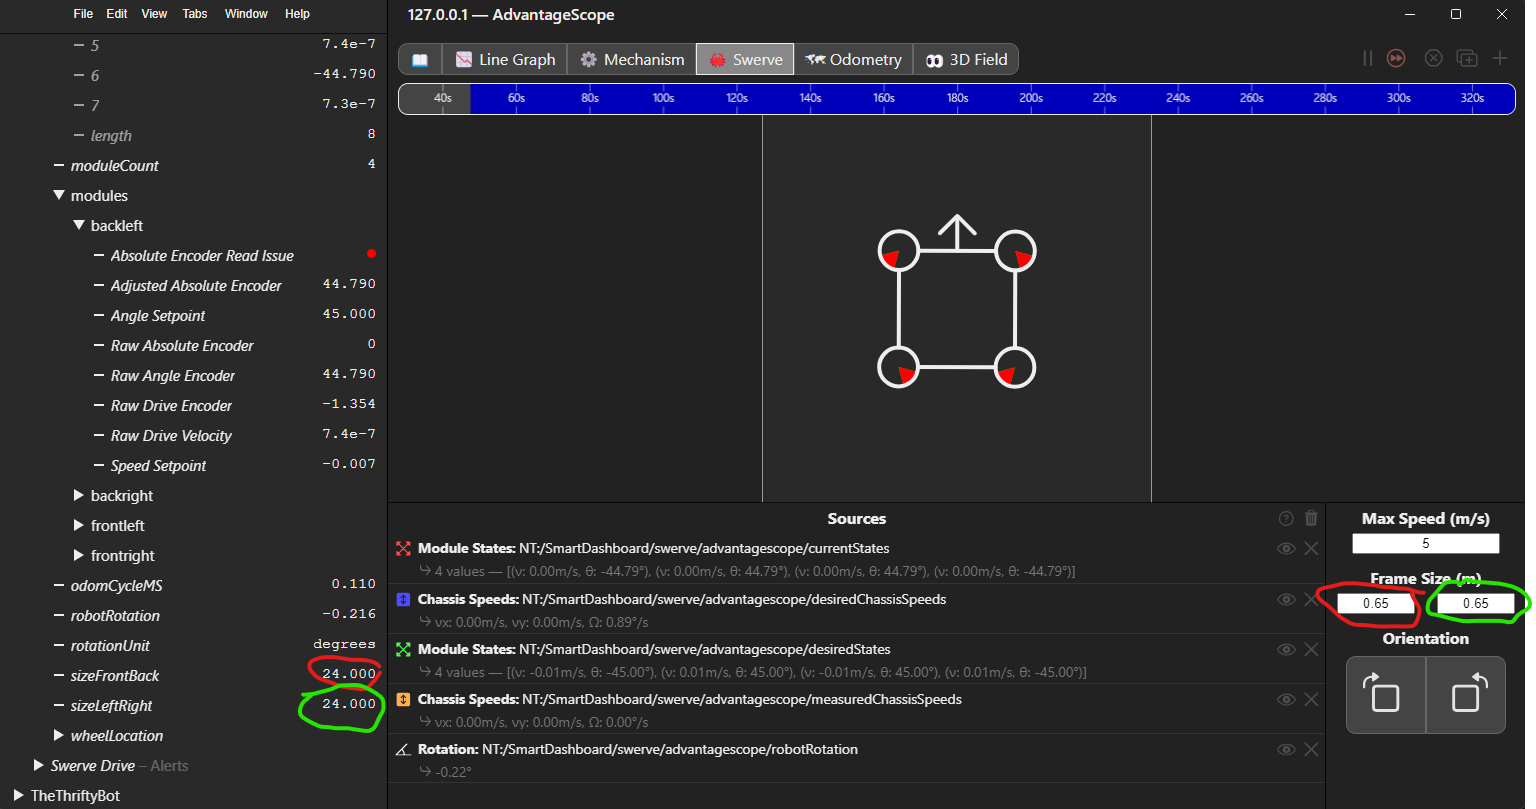 File Edit View Tabs Window Help
127.0.0.1 — AdvantageScope
Line Graph Mechanism Swerve Odometry 3D Field
40s 60s 80s 100s 120s 140s 160s 180s 200s 220s 240s 260s 280s 300s 320s
5 7.4e-7
6 -44.790
7 7.3e-7
length 8
moduleCount 4
modules
backleft
Absolute Encoder Read Issue
Adjusted Absolute Encoder 44.790
Angle Setpoint 45.000
Raw Absolute Encoder 0
Raw Angle Encoder 44.790
Raw Drive Encoder -1.354
Raw Drive Velocity 7.4e-7
Speed Setpoint -0.007
backright
frontleft
frontright
odomCycleMS 0.110
robotRotation -0.216
rotationUnit degrees
sizeFrontBack 24.000
sizeLeftRight 24.000
wheelLocation
Swerve Drive – Alerts
TheThriftyBot
Sources
Module States: NT:/SmartDashboard/swerve/advantagescope/currentStates
4 values — [(v: 0.00m/s, θ: -44.79°), (v: 0.00m/s, θ: 44.79°), (v: 0.00m/s, θ: 44.79°), (v: 0.00m/s, θ: -44.79°)]
Chassis Speeds: NT:/SmartDashboard/swerve/advantagescope/desiredChassisSpeeds
vx: 0.00m/s, vy: 0.00m/s, Ω: 0.89°/s
Module States: NT:/SmartDashboard/swerve/advantagescope/desiredStates
4 values — [(v: -0.01m/s, θ: -45.00°), (v: 0.01m/s, θ: 45.00°), (v: -0.01m/s, θ: 45.00°), (v: 0.01m/s, θ: -45.00°)]
Chassis Speeds: NT:/SmartDashboard/swerve/advantagescope/measuredChassisSpeeds
vx: 0.00m/s, vy: 0.00m/s, Ω: 0.00°/s
Rotation: NT:/SmartDashboard/swerve/advantagescope/robotRotation
-0.22°
Max Speed (m/s)
5
Frame Size (m)
0.65 0.65
Orientation